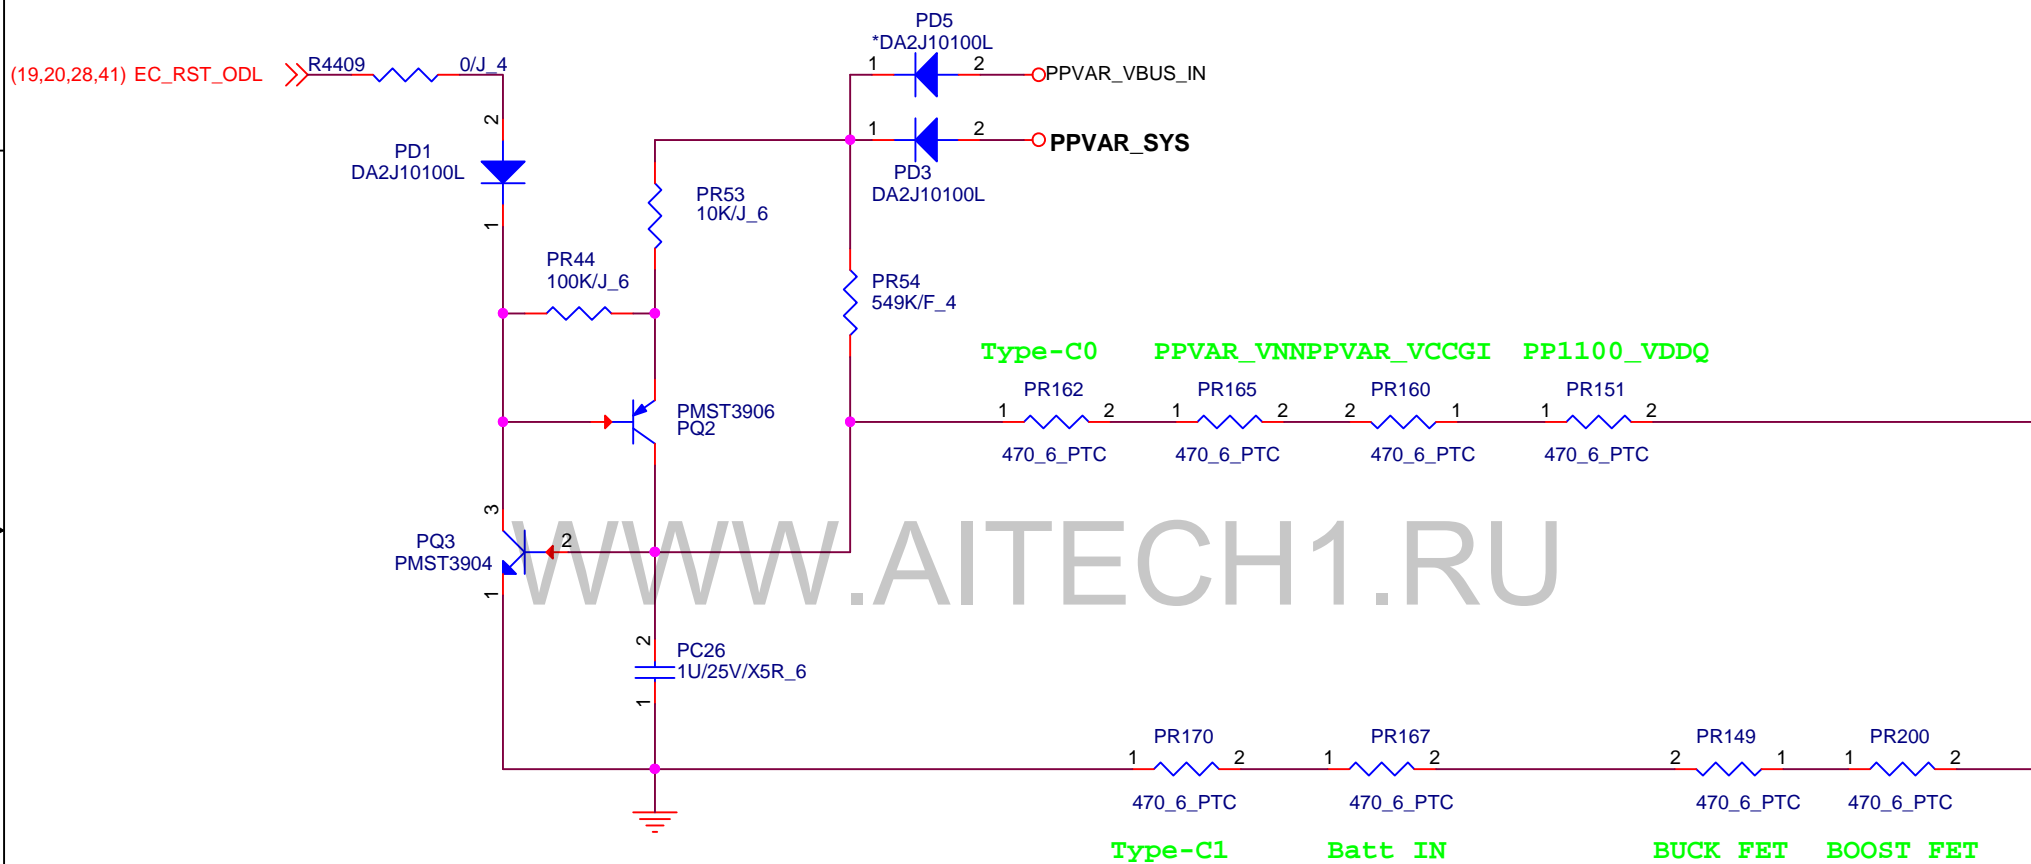 PD5
*DA2J10100L
(19,20,28,41) EC_RST_ODL
R4409
0/J_4
1
2
PPVAR_VBUS_IN
2
1
2
PPVAR_SYS
PD1
DA2J10100L
PD3
DA2J10100L
PR53
10K/J_6
1
PR44
100K/J_6
PR54
549K/F_4
Type-C0
PPVAR_VNNPPVAR_VCCGI
PP1100_VDDQ
PR162
PR165
PR160
PR151
1
2
1
2
2
1
1
2
470_6_PTC
470_6_PTC
470_6_PTC
470_6_PTC
PMST3906
PQ2
3
PQ3
PMST3904
2
1
WWW.AITECH1.RU
2
PC26
1U/25V/X5R_6
1
PR170
PR167
PR149
PR200
1
2
1
2
2
1
1
2
470_6_PTC
470_6_PTC
470_6_PTC
470_6_PTC
Type-C1
Batt IN
BUCK FET
BOOST FET